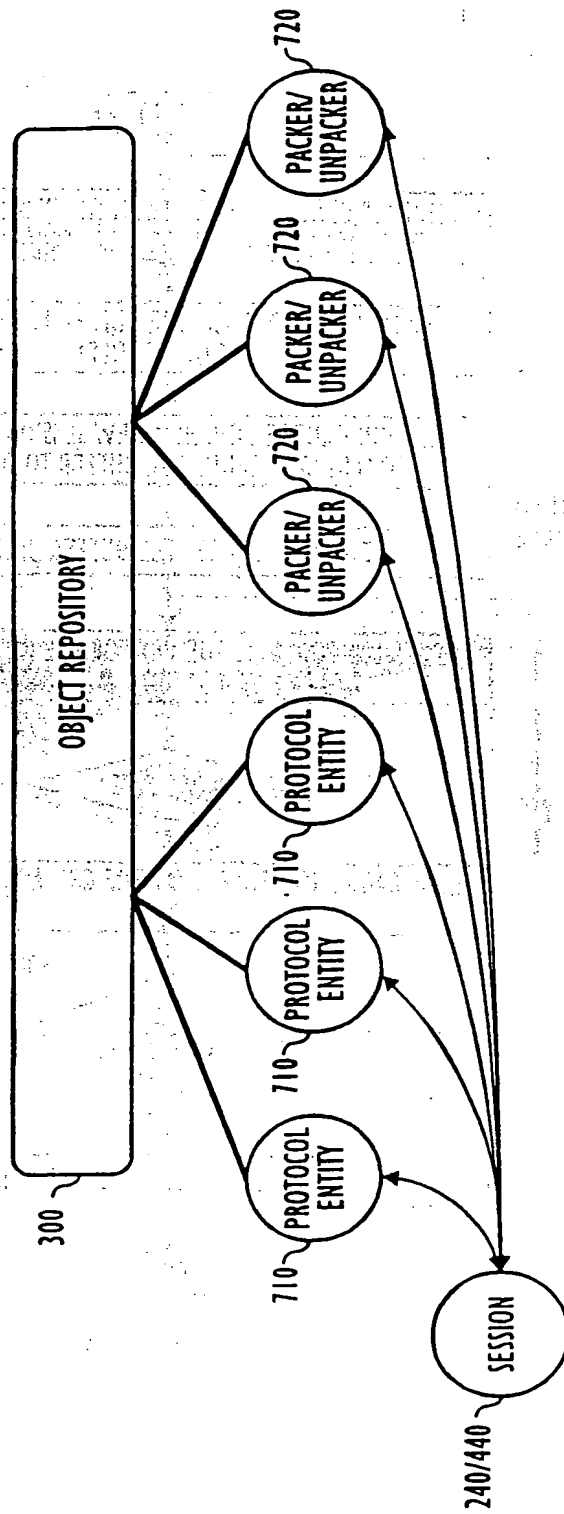 OBJECT REPOSITORY
300
PROTOCOL
ENTITY
710
PROTOCOL
ENTITY
710
PROTOCOL
ENTITY
710
PACKER/
UNPACKER
720
PACKER/
UNPACKER
720
PACKER/
UNPACKER
720
SESSION
240/440